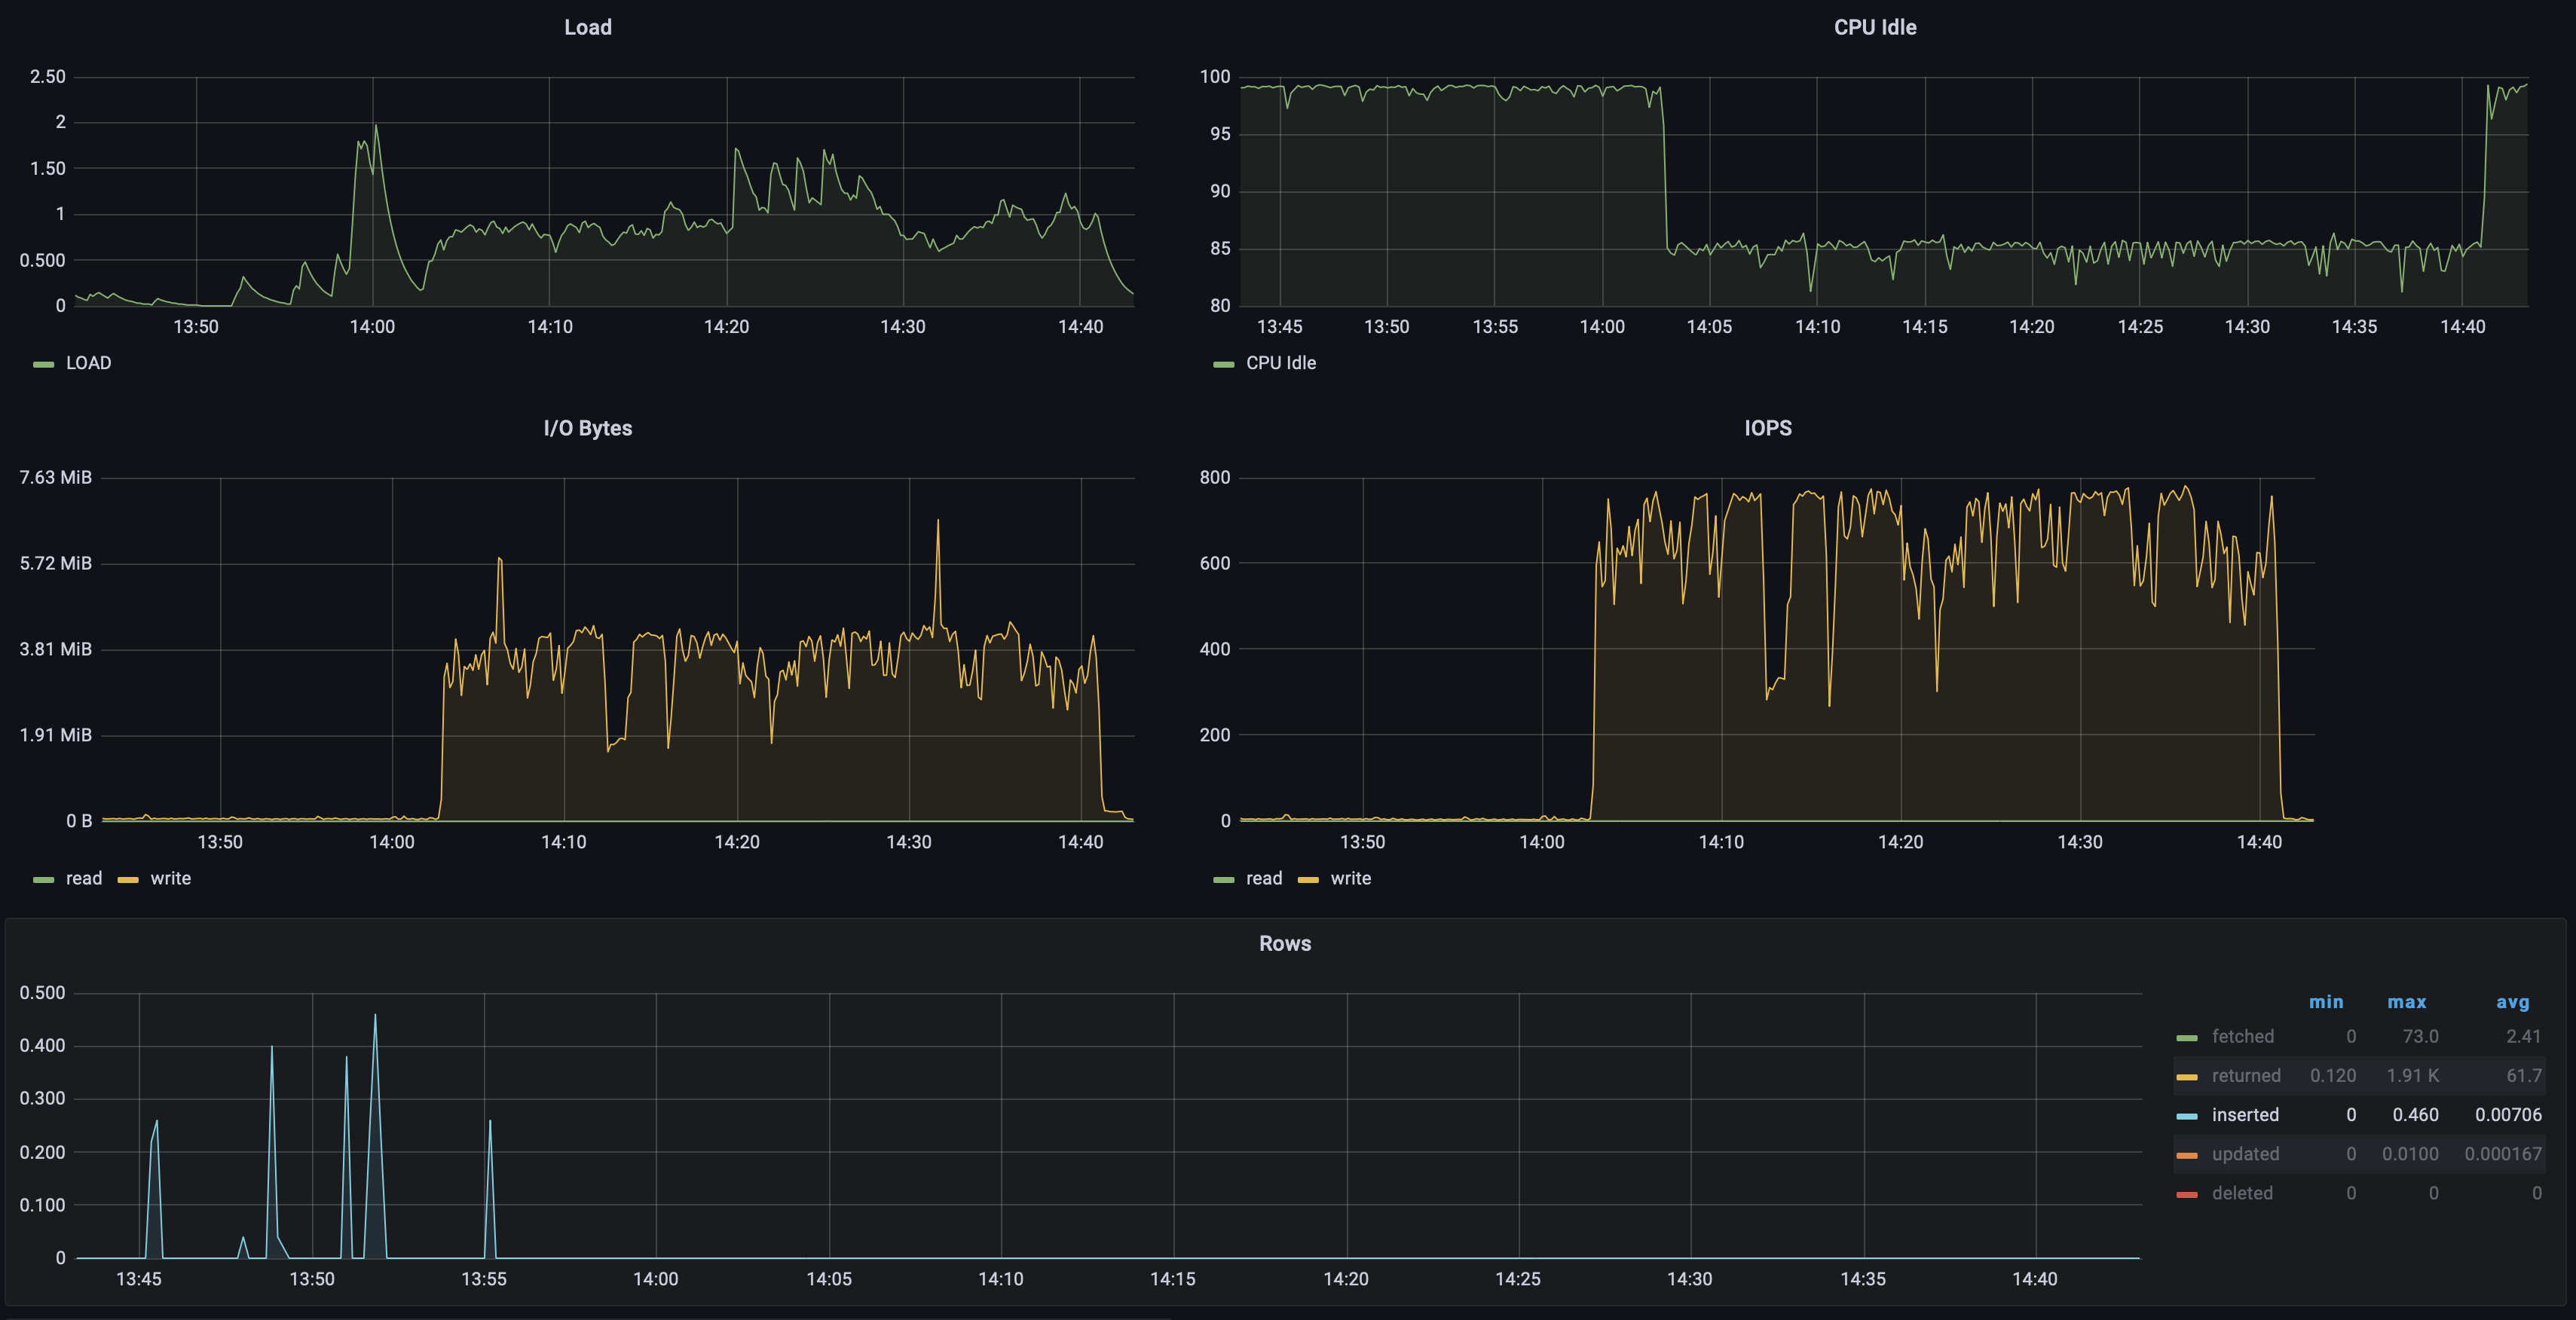 Load
2.50
2
1.50
1
0.500
0
13:50 14:00 14:10 14:20 14:30 14:40
LOAD
CPU Idle
100
95
90
85
80
13:45 13:50 13:55 14:00 14:05 14:10 14:15 14:20 14:25 14:30 14:35 14:40
CPU Idle
I/O Bytes
7.63 MiB
5.72 MiB
3.81 MiB
1.91 MiB
0 B
13:50 14:00 14:10 14:20 14:30 14:40
read write
IOPS
800
600
400
200
0
13:50 14:00 14:10 14:20 14:30 14:40
read write
Rows
0.500
0.400
0.300
0.200
0.100
0
13:45 13:50 13:55 14:00 14:05 14:10 14:15 14:20 14:25 14:30 14:35 14:40
min max avg
fetched 0 73.0 2.41
returned 0.120 1.91 K 61.7
inserted 0 0.460 0.00706
updated 0 0.0100 0.000167
deleted 0 0 0